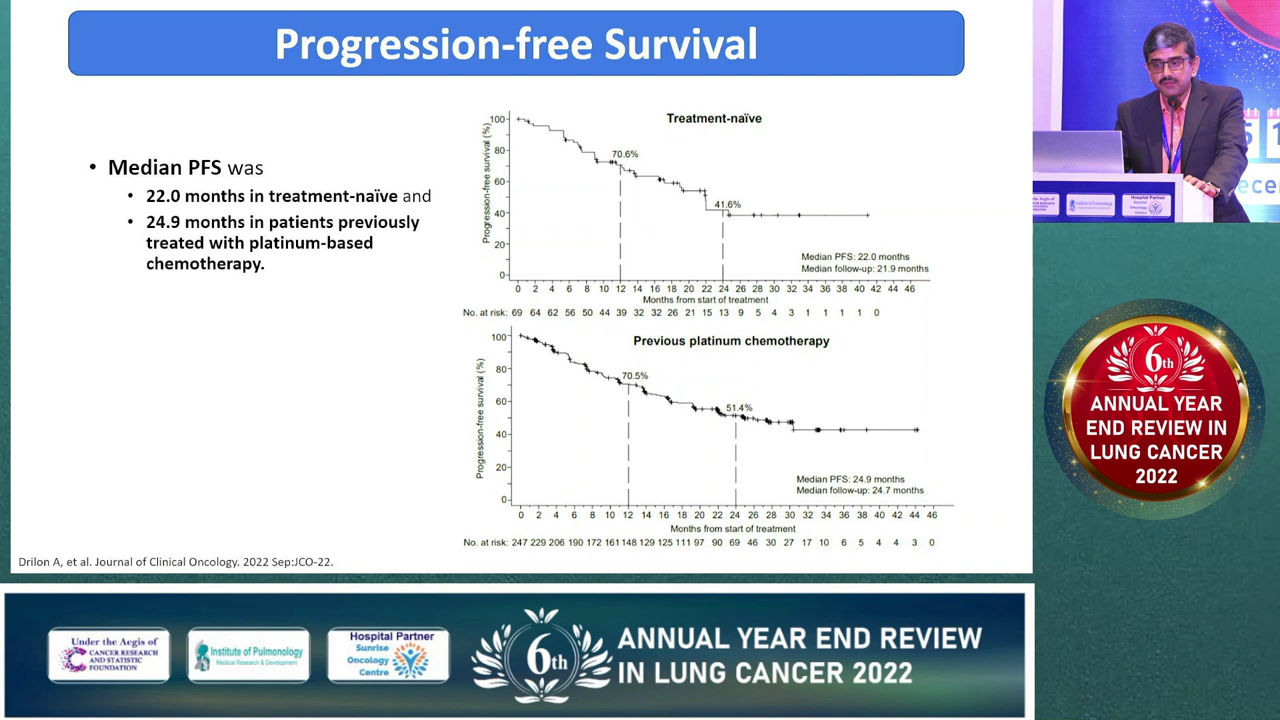 Progression-free Survival
• Median PFS was
• 22.0 months in treatment-naïve and
• 24.9 months in patients previously
treated with platinum-based
chemotherapy.
Treatment-naïve
Progression-free survival (%)
100
80
60
40
20
0
70.6%
41.6%
Median PFS: 22.0 months
Median follow-up: 21.9 months
0 2 4 6 8 10 12 14 16 18 20 22 24 26 28 30 32 34 36 38 40 42 44 46
Months from start of treatment
No. at risk: 69 64 62 56 50 44 39 32 32 26 21 15 13 9 5 4 3 1 1 1 1 0
Previous platinum chemotherapy
Progression-free survival (%)
100
80
60
40
20
0
70.5%
51.4%
Median PFS: 24.9 months
Median follow-up: 24.7 months
0 2 4 6 8 10 12 14 16 18 20 22 24 26 28 30 32 34 36 38 40 42 44 46
Months from start of treatment
No. at risk: 247 229 206 190 172 161 148 129 125 111 97 90 69 46 30 27 17 10 6 5 4 4 3 0
Drilon A, et al. Journal of Clinical Oncology. 2022 Sep:JCO-22.
Institute of Pulmonology
Hospital Partner
Sunrise
Oncology
Centre
6th
ANNUAL YEAR
END REVIEW IN
LUNG CANCER
2022
Under the Aegis of
CANCER RESEARCH
AND STATISTIC
FOUNDATION
Institute of Pulmonology
Medical Research & Development
Hospital Partner
Sunrise
Oncology
Centre
6th
ANNUAL YEAR END REVIEW
IN LUNG CANCER 2022